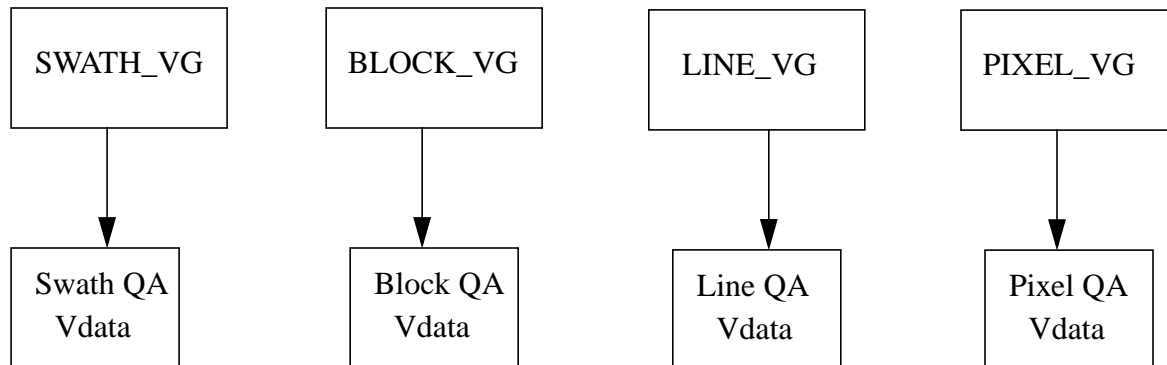 SWATH_VG
BLOCK_VG
LINE_VG
PIXEL_VG
Swath QA
Vdata
Block QA
Vdata
Line QA
Vdata
Pixel QA
Vdata